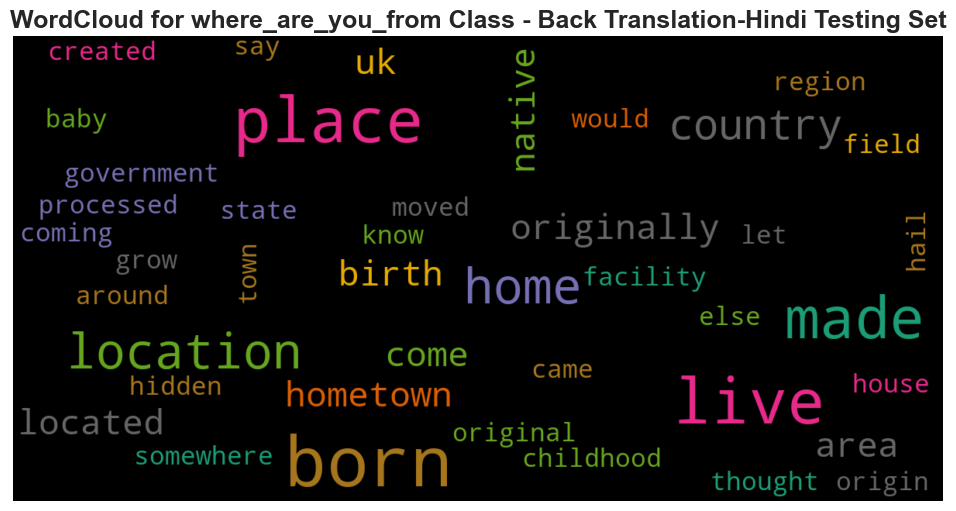 WordCloud for where_are_you_from Class - Back Translation-Hindi Testing Set
created
say
uk
native
region
baby
place
would
country
field
government
processed
state
moved
originally
let
hail
coming
know
grow
town
birth
home
facility
around
else
made
location
come
came
live
house
hidden
hometown
located
born
original
area
somewhere
childhood
thought
origin